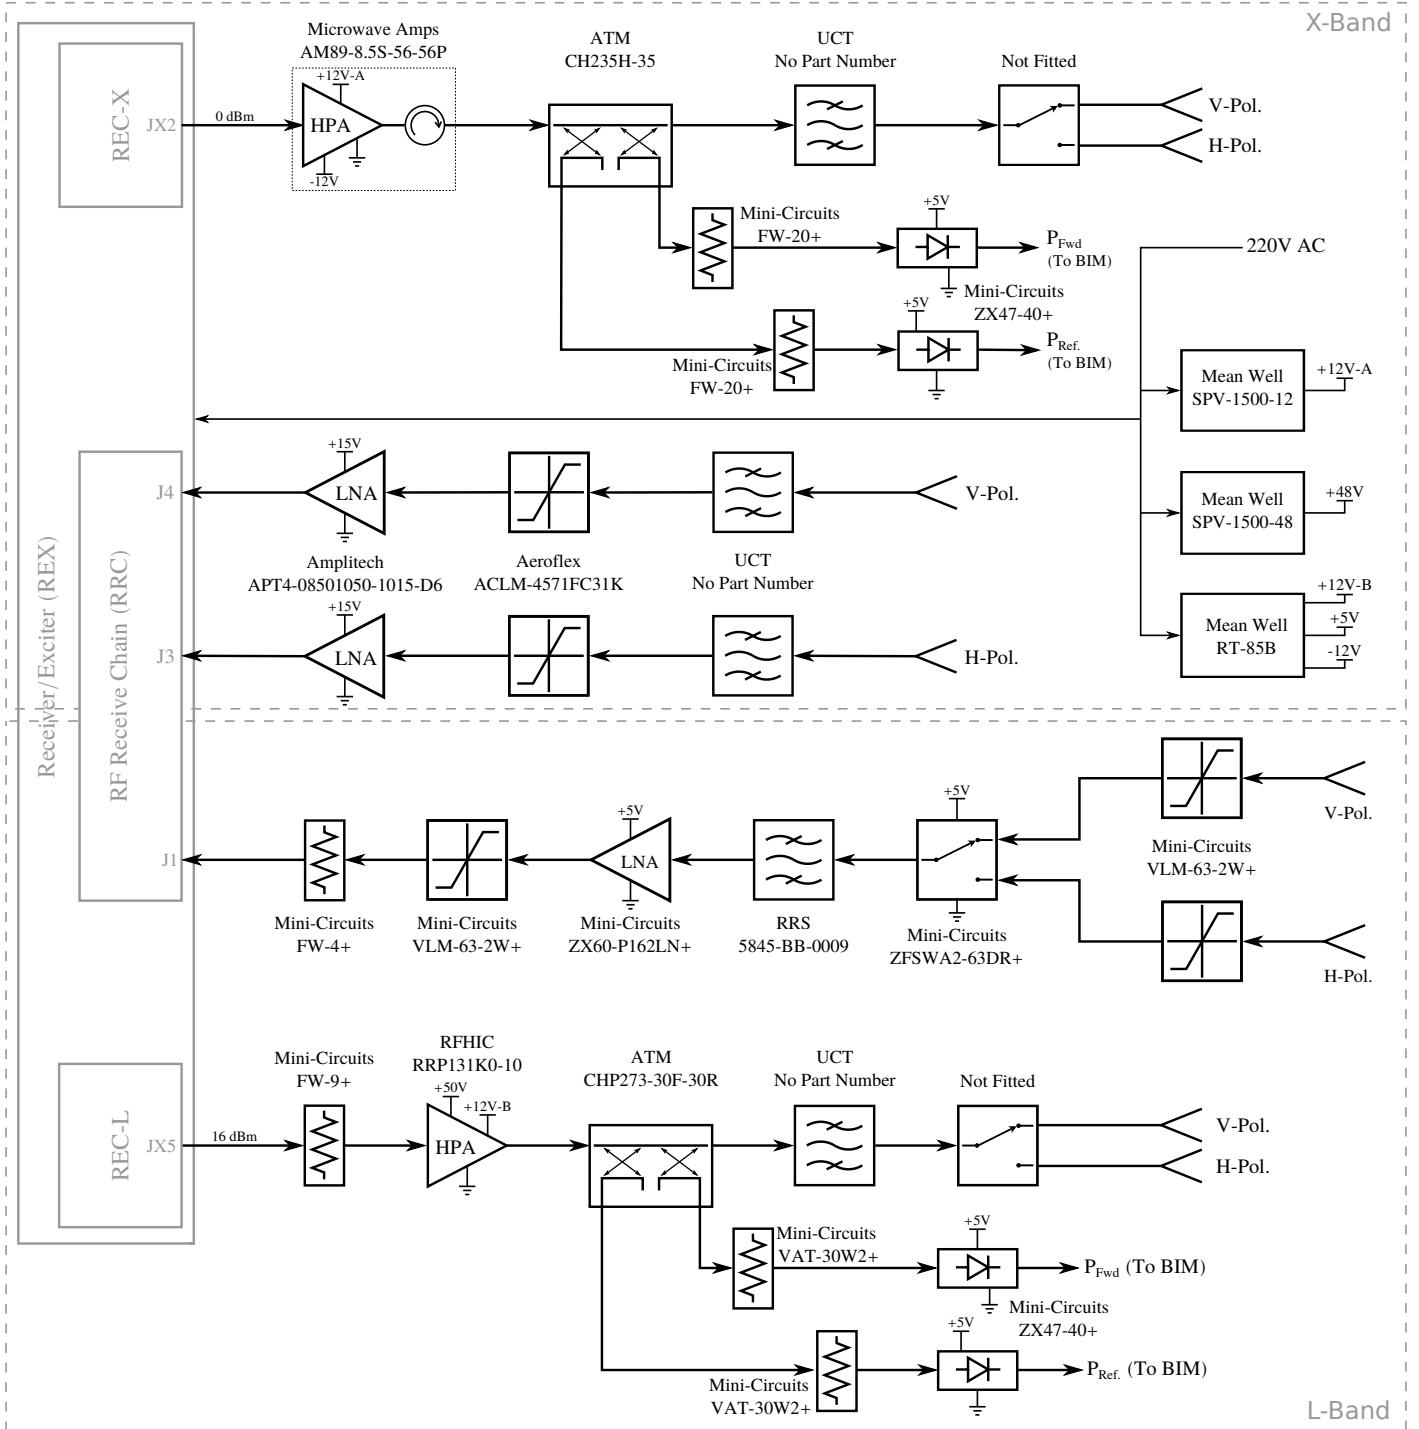 X-Band
Microwave Amps
AM89-8.5S-56-56P
+12V-A
HPA
-12V
ATM
CH235H-35
UCT
No Part Number
Not Fitted
V-Pol.
H-Pol.
REC-X
JX2
0 dBm
Mini-Circuits
FW-20+
+5V
PFwd
(To BIM)
Mini-Circuits
ZX47-40+
220V AC
Mini-Circuits
FW-20+
+5V
PRef.
(To BIM)
Mean Well
SPV-1500-12
+12V-A
Mean Well
SPV-1500-48
+48V
Mean Well
RT-85B
+12V-B
+5V
-12V
Receiver/Exciter (REX)
RF Receive Chain (RRC)
J4
+15V
LNA
V-Pol.
Amplitech
APT4-08501050-1015-D6
Aeroflex
ACLM-4571FC31K
UCT
No Part Number
J3
+15V
LNA
H-Pol.
J1
Mini-Circuits
FW-4+
Mini-Circuits
VLM-63-2W+
+5V
LNA
Mini-Circuits
ZX60-P162LN+
RRS
5845-BB-0009
+5V
Mini-Circuits
ZFSWA2-63DR+
Mini-Circuits
VLM-63-2W+
V-Pol.
H-Pol.
REC-L
JX5
16 dBm
Mini-Circuits
FW-9+
RFHIC
RRP131K0-10
+50V
+12V-B
HPA
ATM
CHP273-30F-30R
UCT
No Part Number
Not Fitted
V-Pol.
H-Pol.
Mini-Circuits
VAT-30W2+
+5V
PFwd (To BIM)
Mini-Circuits
ZX47-40+
Mini-Circuits
VAT-30W2+
+5V
PRef. (To BIM)
L-Band